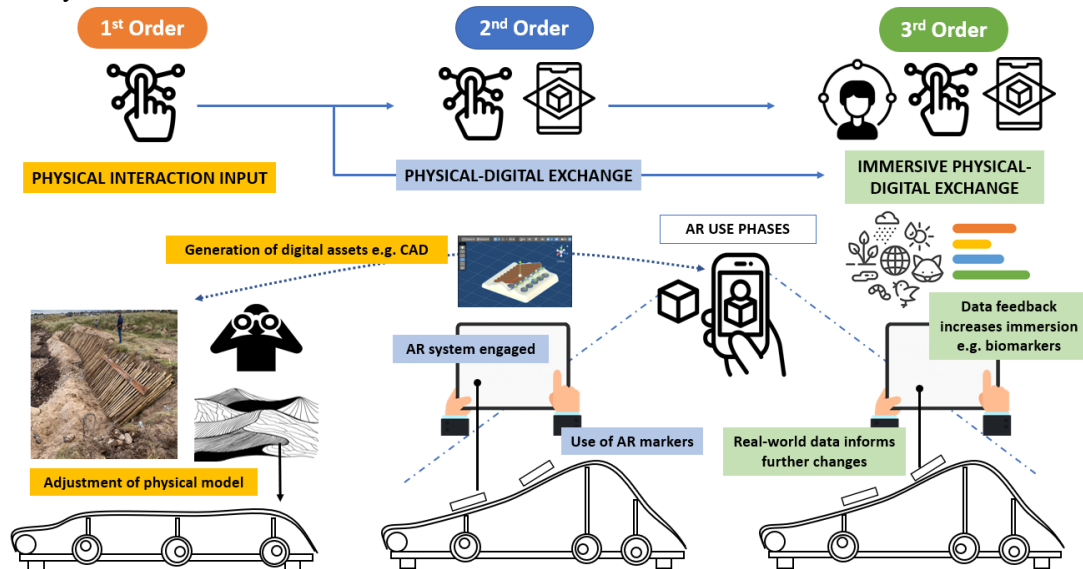 1st Order
2nd Order
3rd Order
PHYSICAL INTERACTION INPUT
PHYSICAL-DIGITAL EXCHANGE
IMMERSIVE PHYSICAL-
DIGITAL EXCHANGE
Generation of digital assets e.g. CAD
AR USE PHASES
AR system engaged
Data feedback
increases immersion
e.g. biomarkers
Use of AR markers
Real-world data informs
further changes
Adjustment of physical model